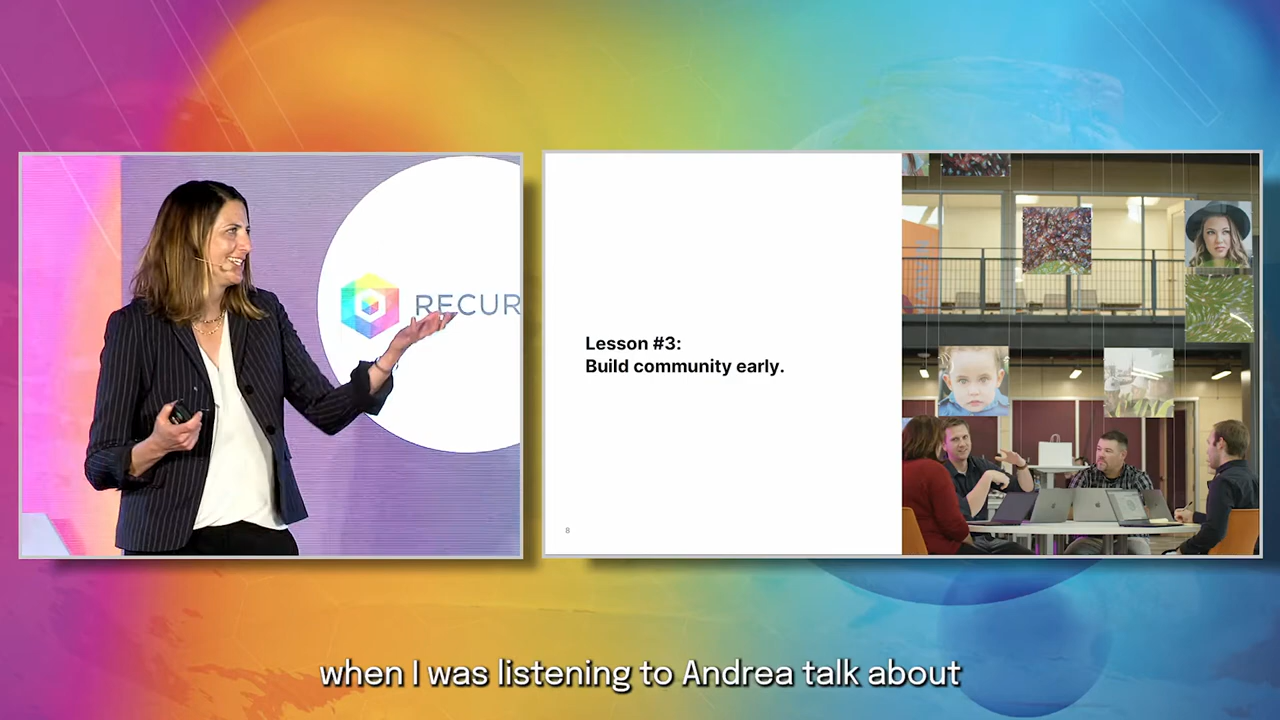 RECUR
Lesson #3:
Build community early.
8
when I was listening to Andrea talk about